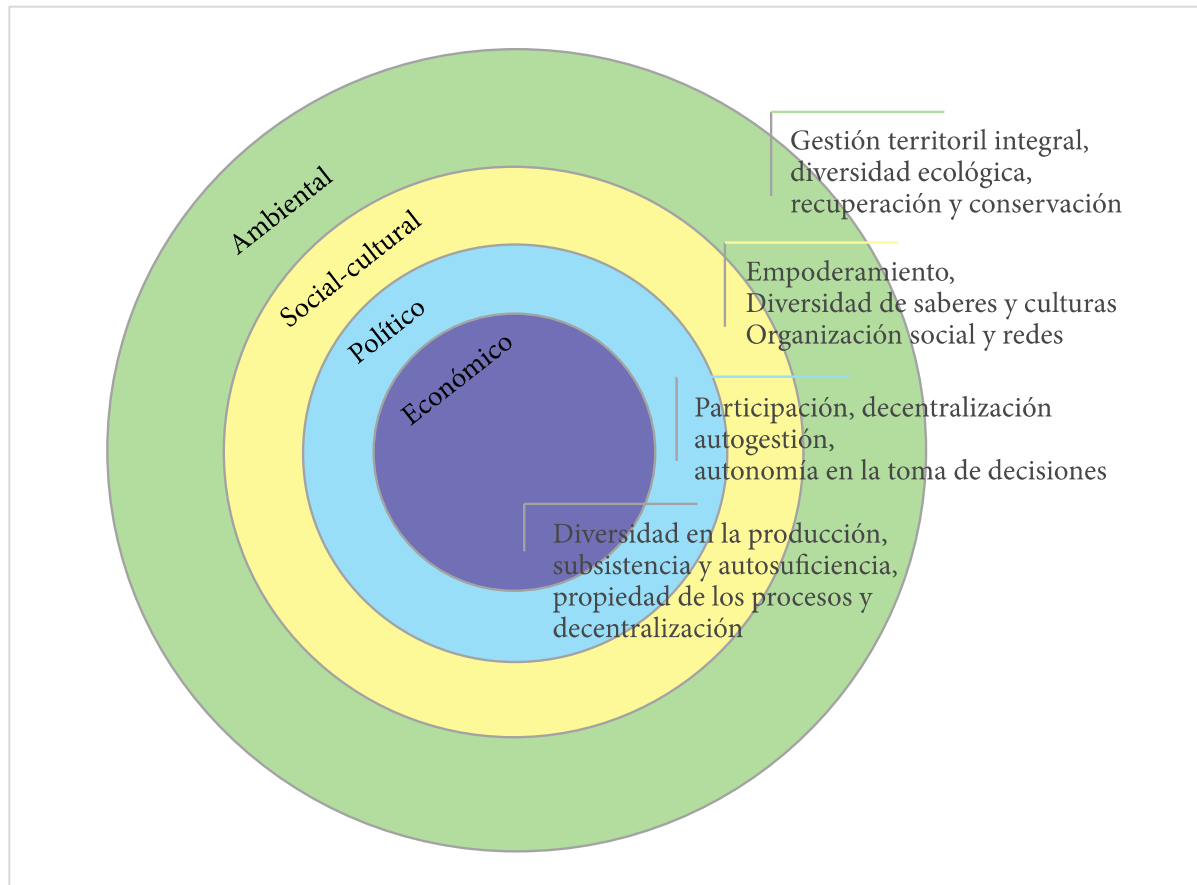 Ambiental
Social-cultural
Político
Económico
Gestión territoril integral,
diversidad ecológica,
recuperación y conservación
Empoderamiento,
Diversidad de saberes y culturas
Organización social y redes
Participación, decentralización
autogestión,
autonomía en la toma de decisiones
Diversidad en la producción,
subsistencia y autosuficiencia,
propiedad de los procesos y
decentralización